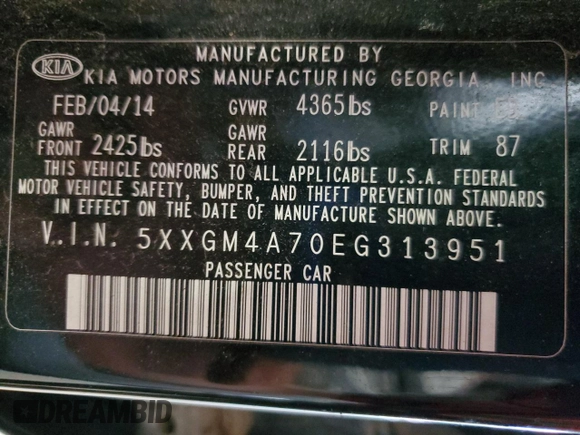 MANUFACTURED BY
KIA KIA MOTORS MANUFACTURING GEORGIA, INC
FEB/04/14 GVWR 4365lbs PAINT
GAWR FRONT 2425lbs GAWR REAR 2116lbs TRIM 87
THIS VEHICLE CONFORMS TO ALL APPLICABLE U.S.A. FEDERAL
MOTOR VEHICLE SAFETY, BUMPER, AND THEFT PREVENTION STANDARDS
IN EFFECT ON THE DATE OF MANUFACTURE SHOWN ABOVE.
V.I.N. 5XXGM4A70EG313951
PASSENGER CAR
DREAMBID